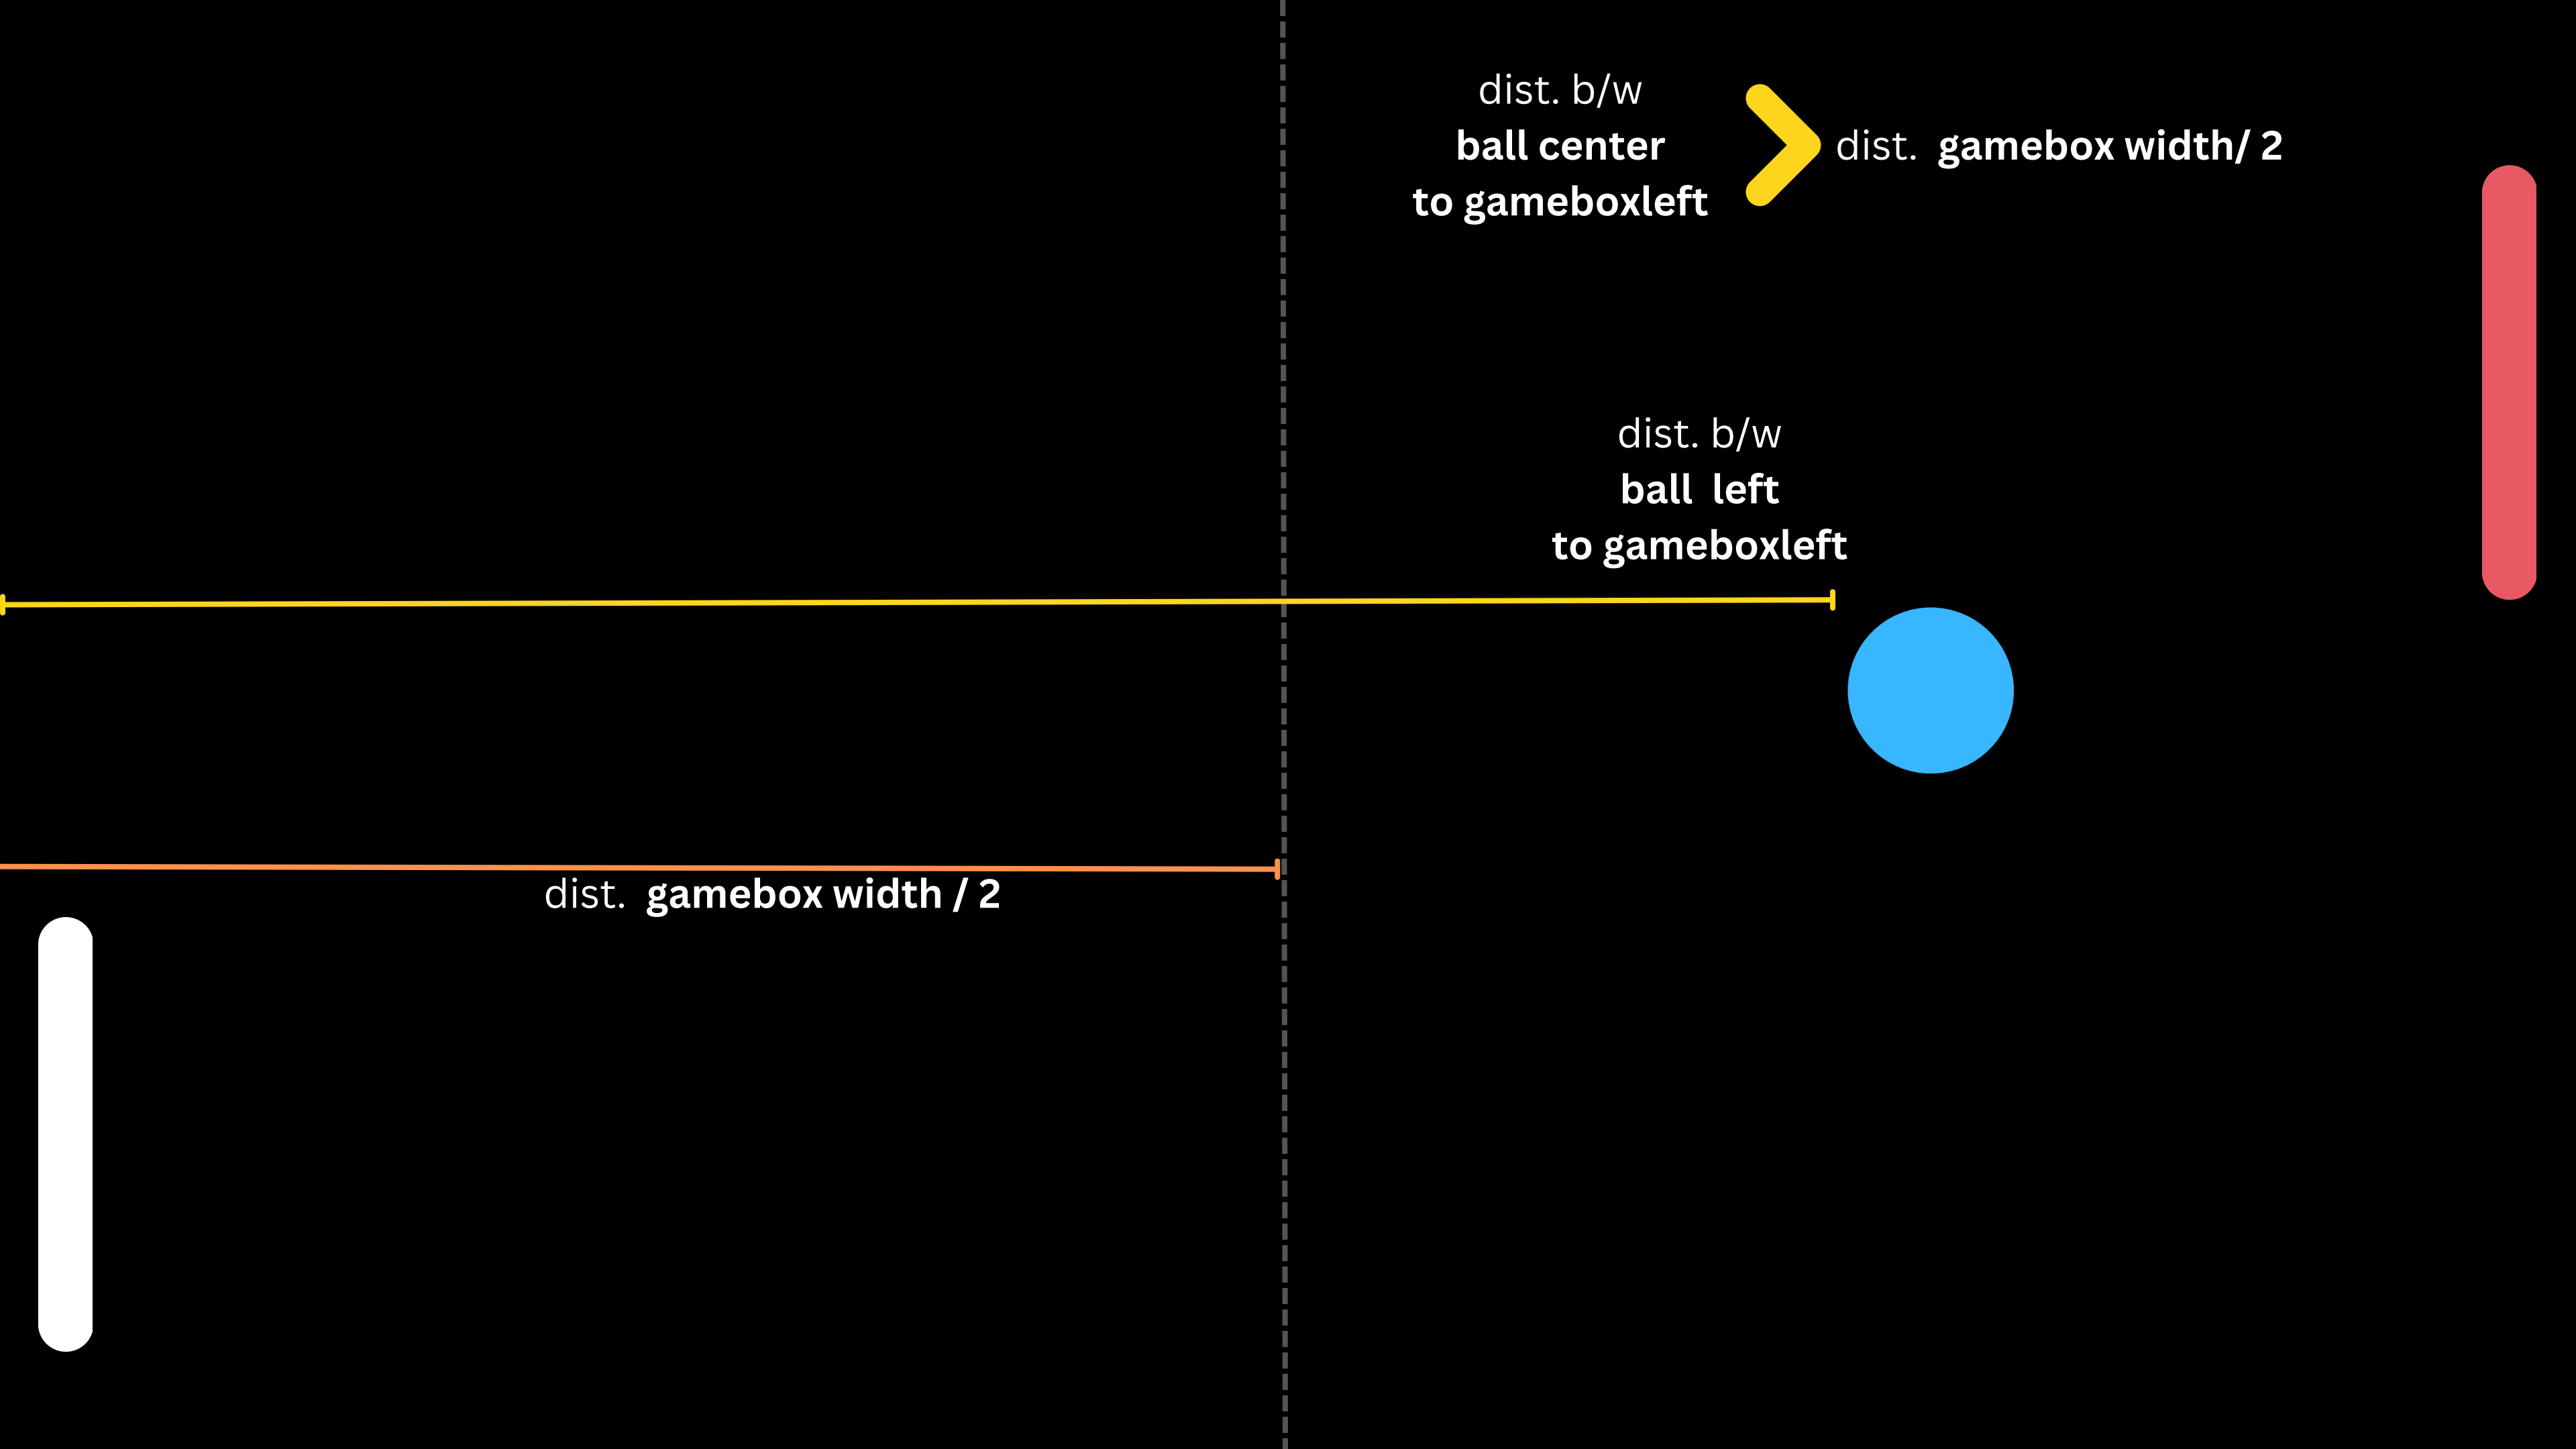 dist. b/w
ball center
to gameboxleft
dist. gamebox width/ 2
dist. b/w
ball left
to gameboxleft
dist. gamebox width / 2